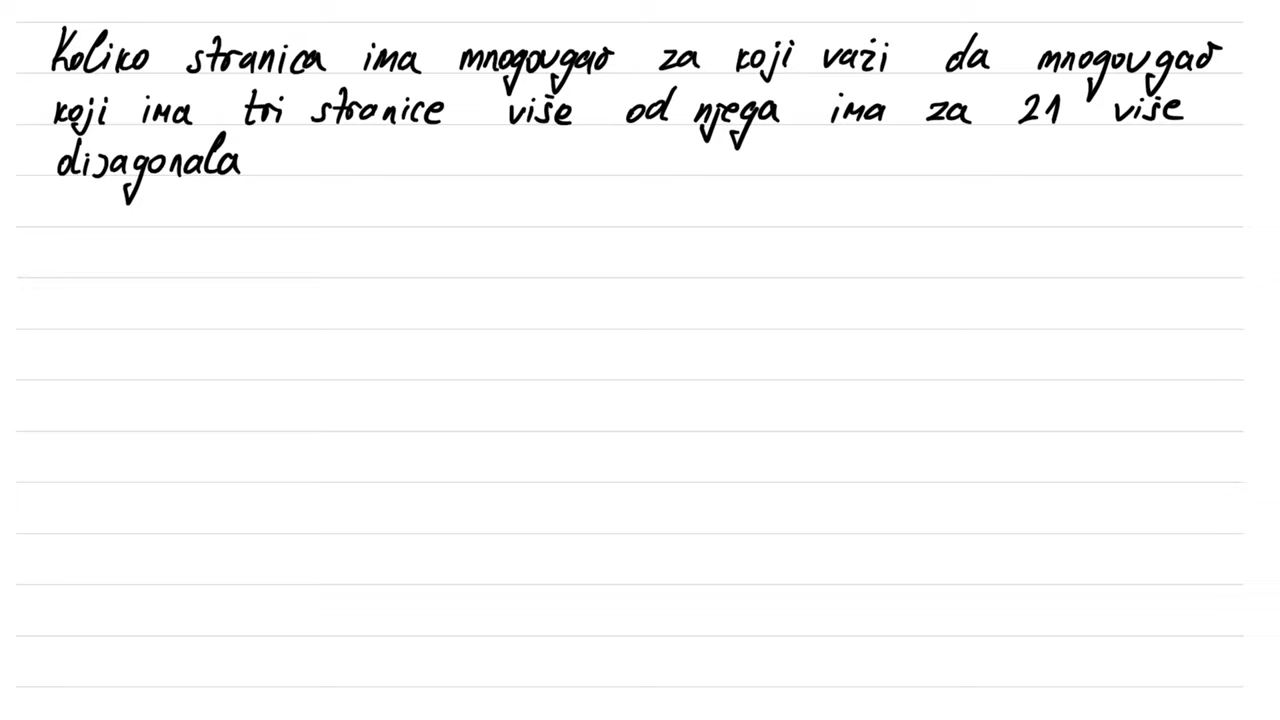 Koliko stranica ima mnogougao za koji važi da mnogougao
koji ima tri stranice više od njega ima za 21 više
dijagonala